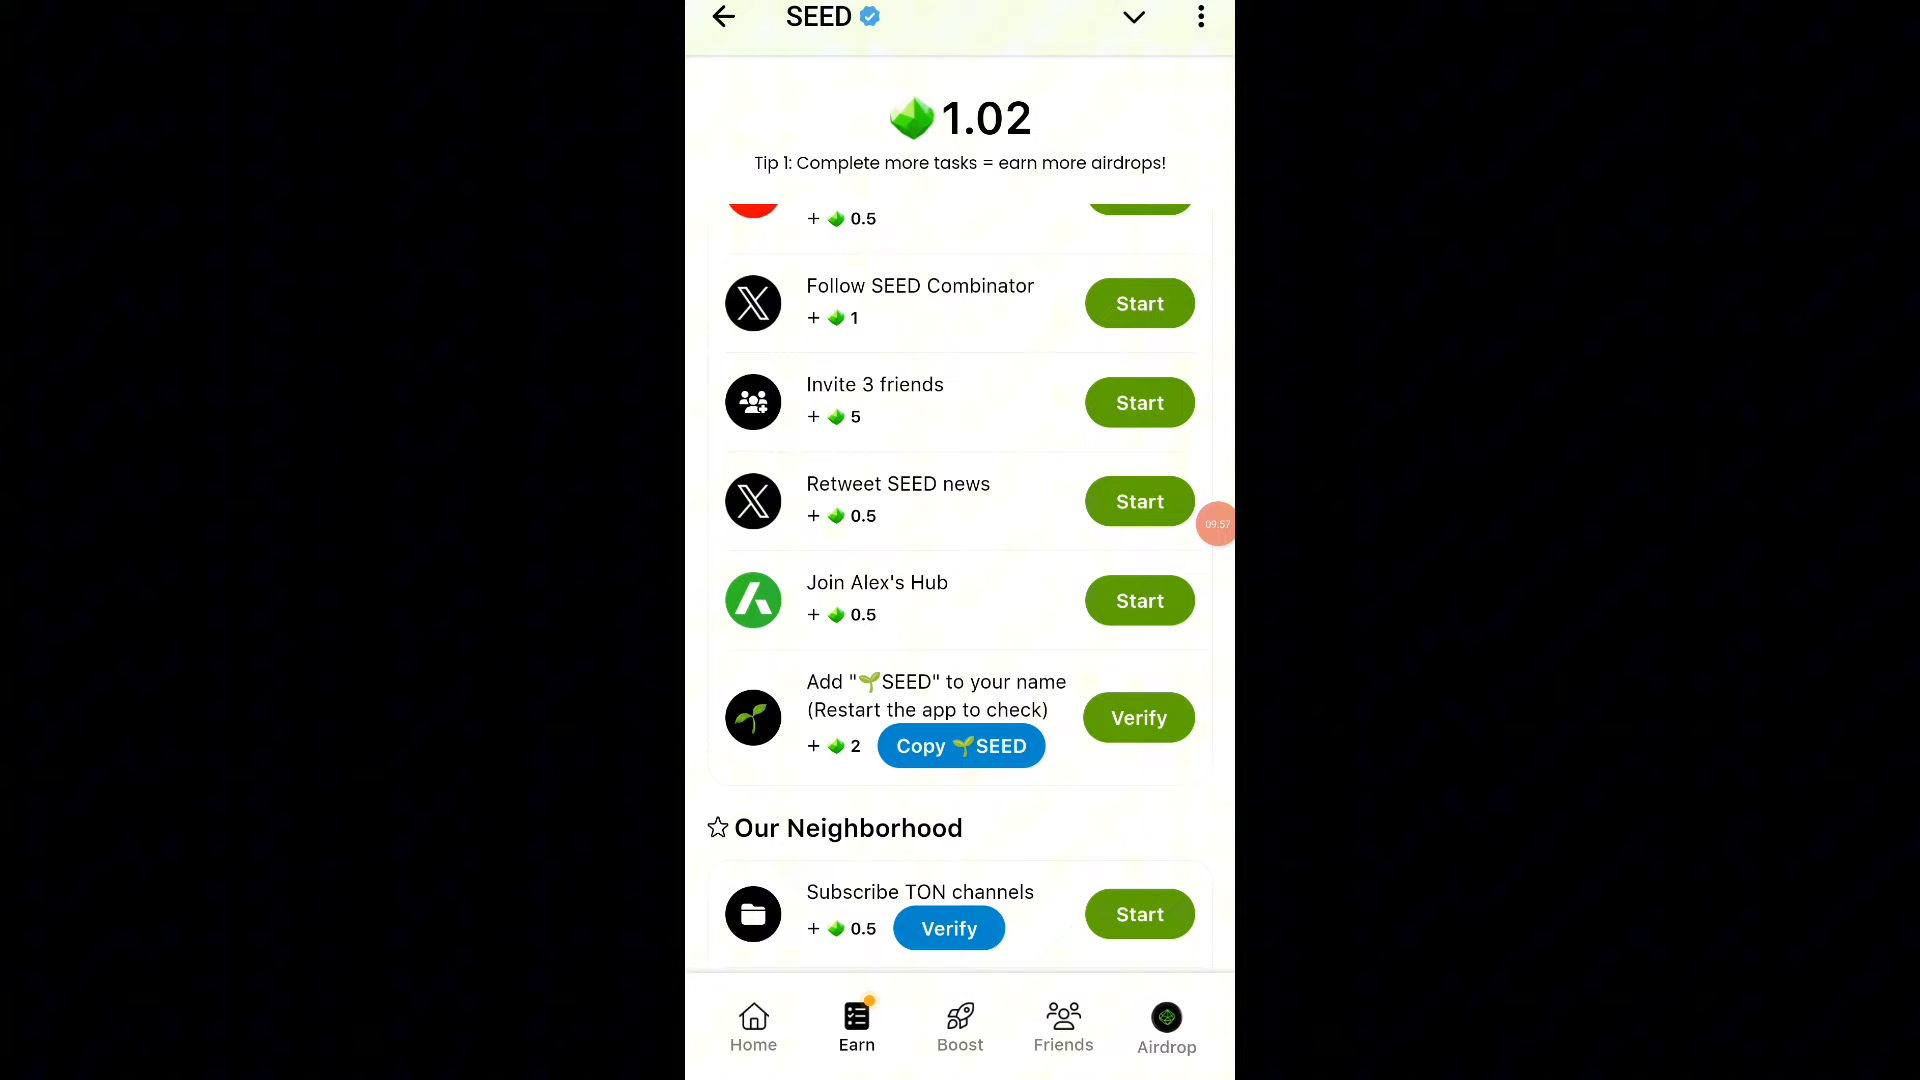 SEED
1.02
Tip 1: Complete more tasks = earn more airdrops!
+ 0.5
Follow SEED Combinator
+ 1
Start
Invite 3 friends
+ 5
Start
Retweet SEED news
+ 0.5
Start
09:57
Join Alex's Hub
+ 0.5
Start
Add "🌱SEED" to your name
(Restart the app to check)
+ 2
Copy 🌱SEED
Verify
Our Neighborhood
Subscribe TON channels
+ 0.5
Verify
Start
Home
Earn
Boost
Friends
Airdrop